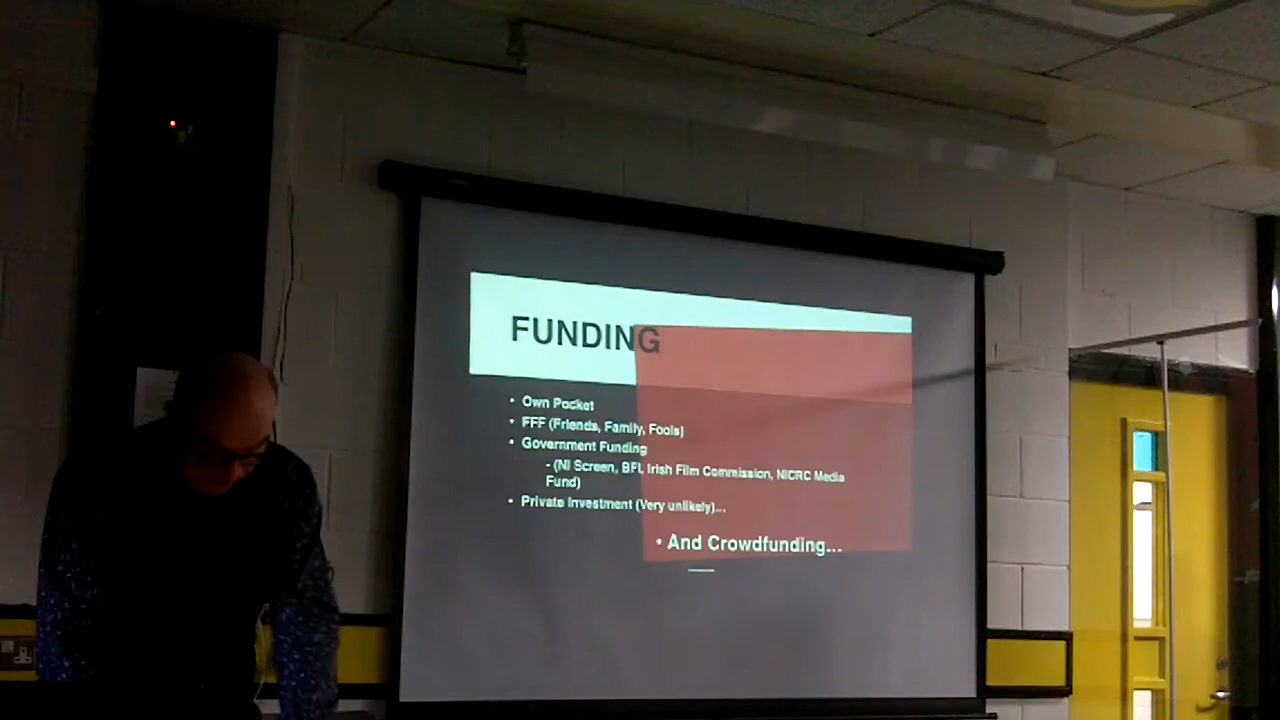 FUNDING
• Own Pocket
• FFF (Friends, Family, Fools)
• Government Funding
- (NI Screen, BFI, Irish Film Commission, NICRC Media
Fund)
• Private Investment (Very unlikely)...
• And Crowdfunding...